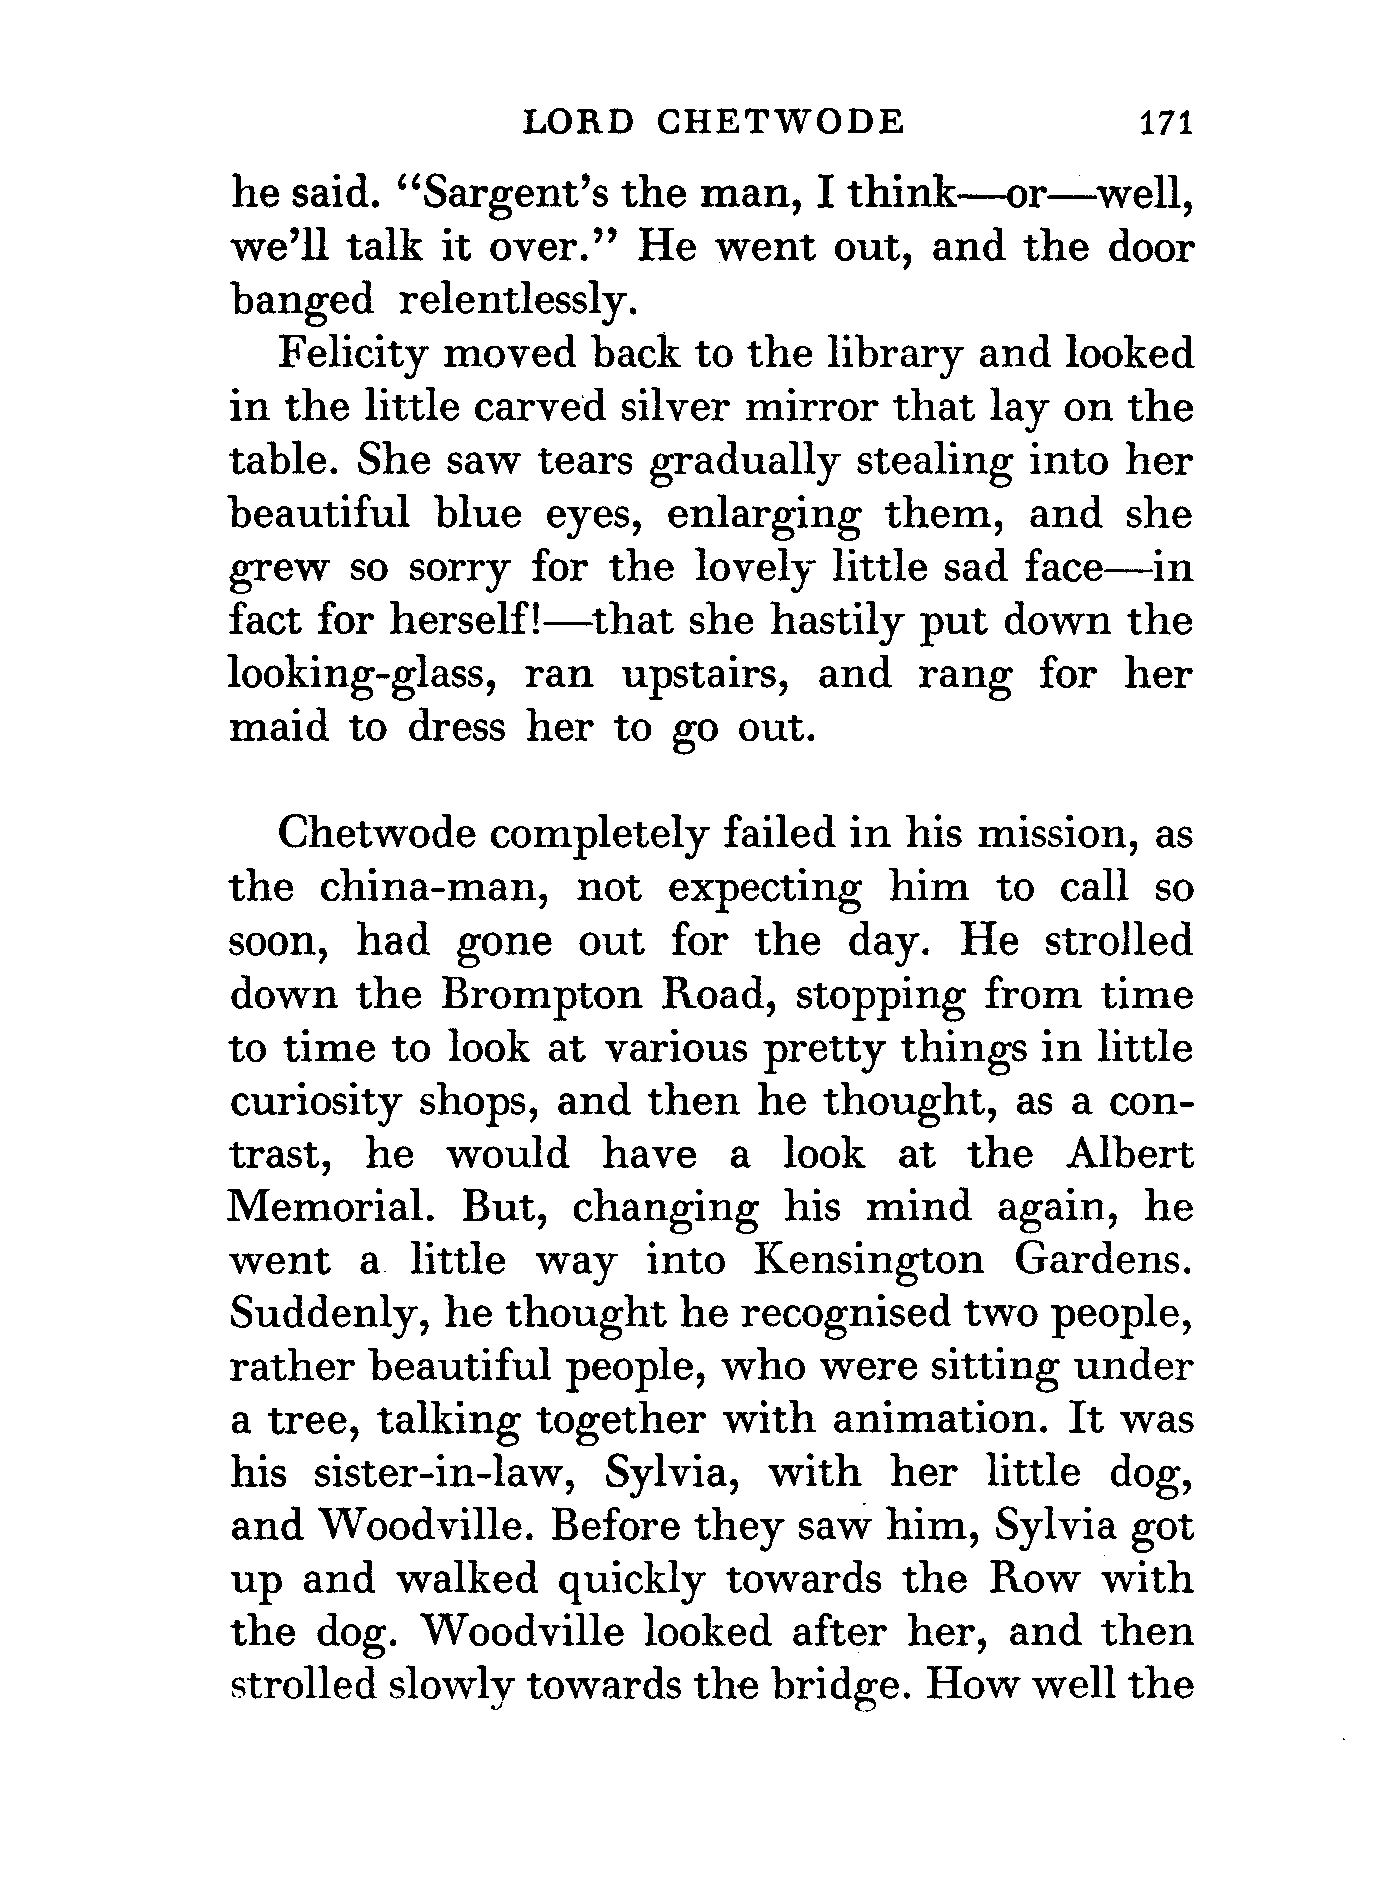 LORD CHETWODE 171
he said. “Sargent’s the man, I think—or—well,
we’ll talk it over.” He went out, and the door
banged relentlessly.
Felicity moved back to the library and looked
in the little carved silver mirror that lay on the
table. She saw tears gradually stealing into her
beautiful blue eyes, enlarging them, and she
grew so sorry for the lovely little sad face—in
fact for herself!—that she hastily put down the
looking-glass, ran upstairs, and rang for her
maid to dress her to go out.
Chetwode completely failed in his mission, as
the china-man, not expecting him to call so
soon, had gone out for the day. He strolled
down the Brompton Road, stopping from time
to time to look at various pretty things in little
curiosity shops, and then he thought, as a con-
trast, he would have a look at the Albert
Memorial. But, changing his mind again, he
went a little way into Kensington Gardens.
Suddenly, he thought he recognised two people,
rather beautiful people, who were sitting under
a tree, talking together with animation. It was
his sister-in-law, Sylvia, with her little dog,
and Woodville. Before they saw him, Sylvia got
up and walked quickly towards the Row with
the dog. Woodville looked after her, and then
strolled slowly towards the bridge. How well the